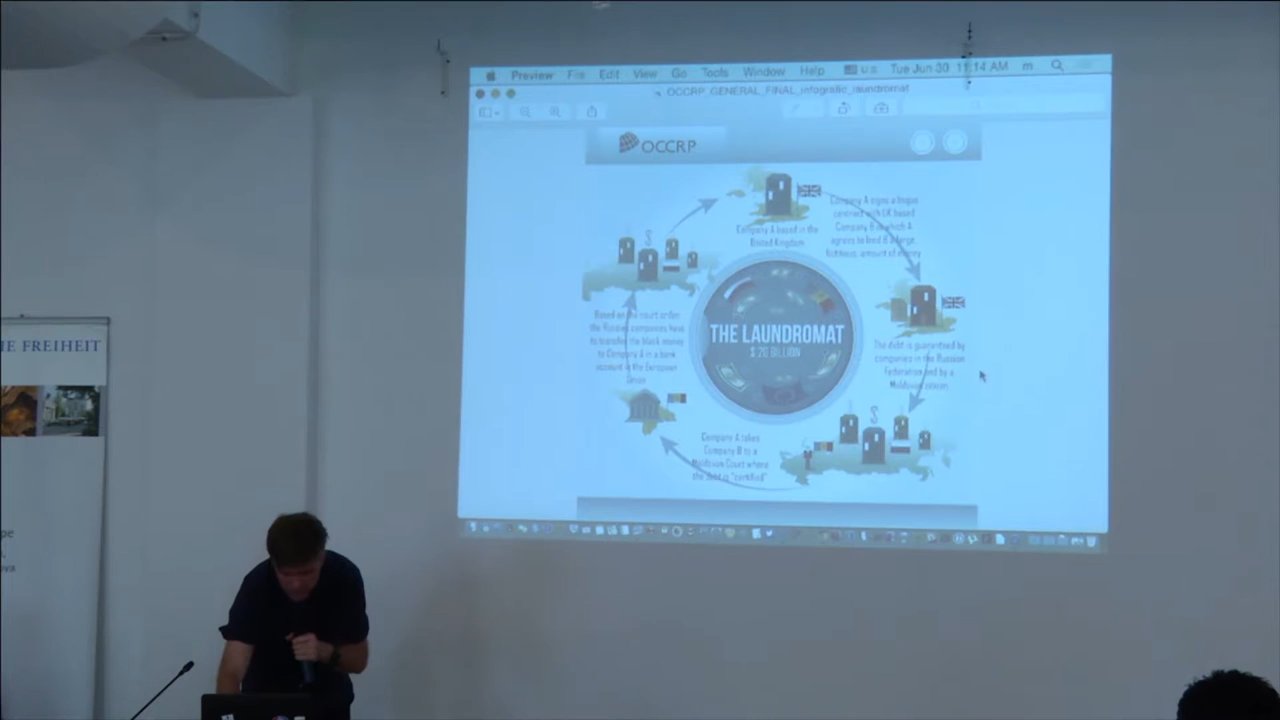 Preview File Edit View Go Tools Window Help U.S. Tue Jun 30 11:14 AM
OCCRP_GENERAL_FINAL_infografic_laundromat
OCCRP
Company A based in the
United Kingdom
Company A signs a bogus
contract with UK based
Company B in which A
agrees to lend B a large,
fictitious, amount of money
The debt is guaranteed by
companies in the Russian
Federation and by a
Moldovan citizen
Company A takes
Company B to a
Moldovan Court where
the debt is "certified"
Based on the court order
the Russian companies have
to transfer the black money
to Company A in a bank
account in the European
Union
THE LAUNDROMAT
$ 20 BILLION
IE FREIHEIT